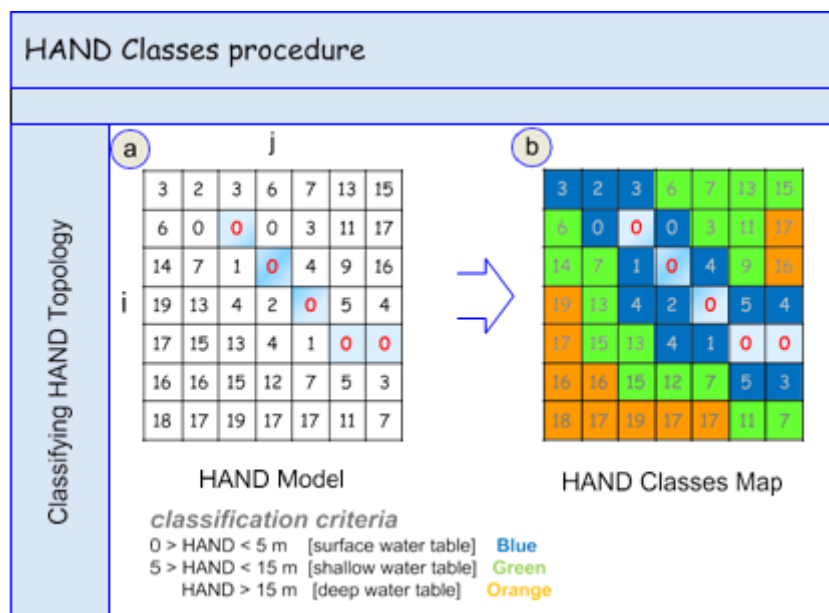 HAND Classes procedure
Classifying HAND Topology
a
j
i
3 2 3 6 7 13 15
6 0 0 0 3 11 17
14 7 1 0 4 9 16
19 13 4 2 0 5 4
17 15 13 4 1 0 0
16 16 15 12 7 5 3
18 17 19 17 17 11 7
HAND Model
b
3 2 3 6 7 13 15
6 0 0 0 3 11 17
14 7 1 0 4 9 16
19 13 4 2 0 5 4
17 15 13 4 1 0 0
16 16 15 12 7 5 3
18 17 19 17 17 11 7
HAND Classes Map
classification criteria
0 > HAND < 5 m [surface water table] Blue
5 > HAND < 15 m [shallow water table] Green
HAND > 15 m [deep water table] Orange